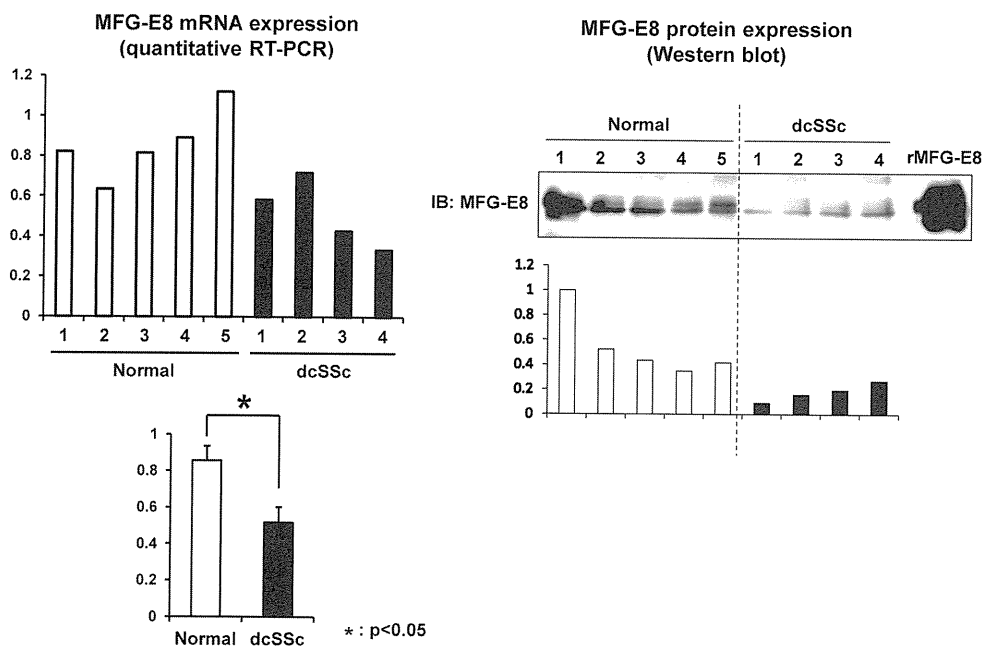 MFG-E8 mRNA expression
(quantitative RT-PCR)
1.2
1
0.8
0.6
0.4
0.2
0
1 2 3 4 5 1 2 3 4
Normal dcSSc
*
1
0.8
0.6
0.4
0.2
0
Normal dcSSc
* : p<0.05
MFG-E8 protein expression
(Western blot)
Normal dcSSc
1 2 3 4 5 1 2 3 4 rMFG-E8
IB: MFG-E8
1.2
1
0.8
0.6
0.4
0.2
0